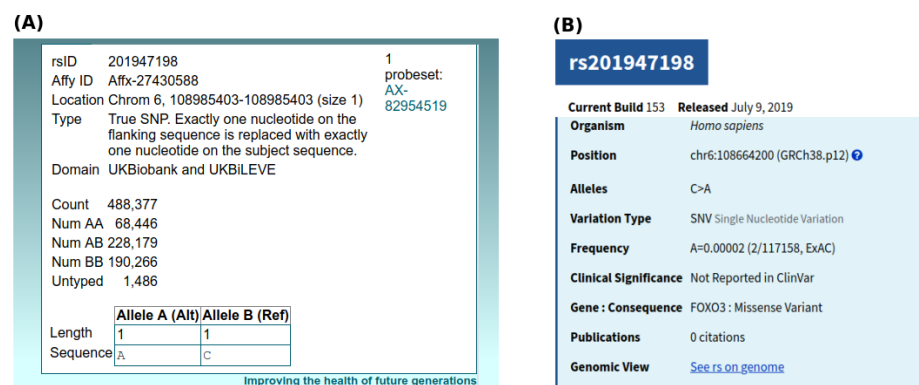 (A)
rsID 201947198
Affy ID Affx-27430588
Location Chrom 6, 108985403-108985403 (size 1)
Type True SNP. Exactly one nucleotide on the
flanking sequence is replaced with exactly
one nucleotide on the subject sequence.
Domain UKBiobank and UKBiLEVE
1
probeset:
AX-
82954519
Count 488,377
Num AA 68,446
Num AB 228,179
Num BB 190,266
Untyped 1,486
Allele A (Alt) Allele B (Ref)
Length 1 1
Sequence A C
Improving the health of future generations
(B)
rs201947198
Current Build 153 Released July 9, 2019
Organism Homo sapiens
Position chr6:108664200 (GRCh38.p12) ?
Alleles C>A
Variation Type SNV Single Nucleotide Variation
Frequency A=0.00002 (2/117158, ExAC)
Clinical Significance Not Reported in ClinVar
Gene : Consequence FOXO3 : Missense Variant
Publications 0 citations
Genomic View See rs on genome